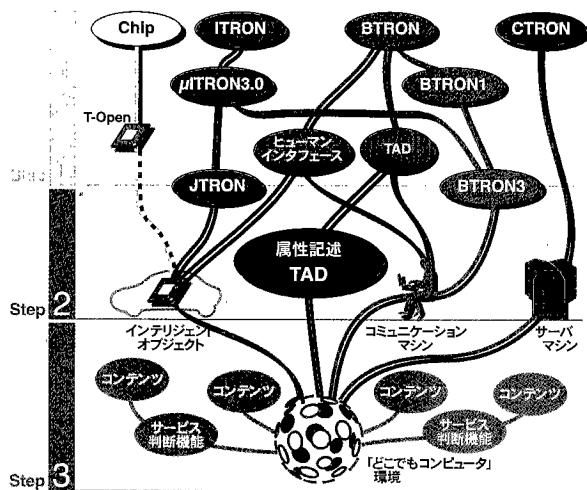 Chip
ITRON
BTRON
CTRON
μITRON3.0
BTRON1
T-Open
ヒューマン
インタフェース
TAD
JTRON
BTRON3
属性記述
TAD
Step 2
インテリジェント
オブジェクト
コミュニケーション
マシン
サーバ
マシン
コンテンツ
コンテンツ
コンテンツ
コンテンツ
サービス
判断機能
サービス
判断機能
「どこでもコンピュータ」
環境
Step 3